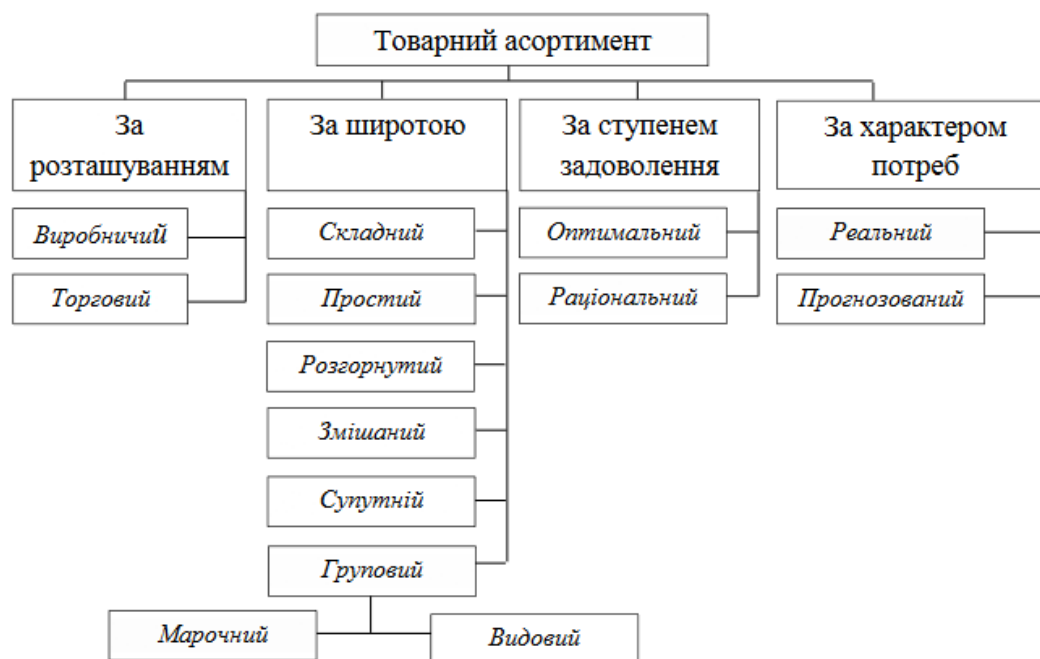 Товарний асортимент
За
розташуванням
За широтою
За ступенем
задоволення
За характером
потреб
Виробничий
Складний
Оптимальний
Реальний
Торговий
Простий
Раціональний
Прогнозований
Розгорнутий
Змішаний
Супутній
Груповий
Марочний
Видовий